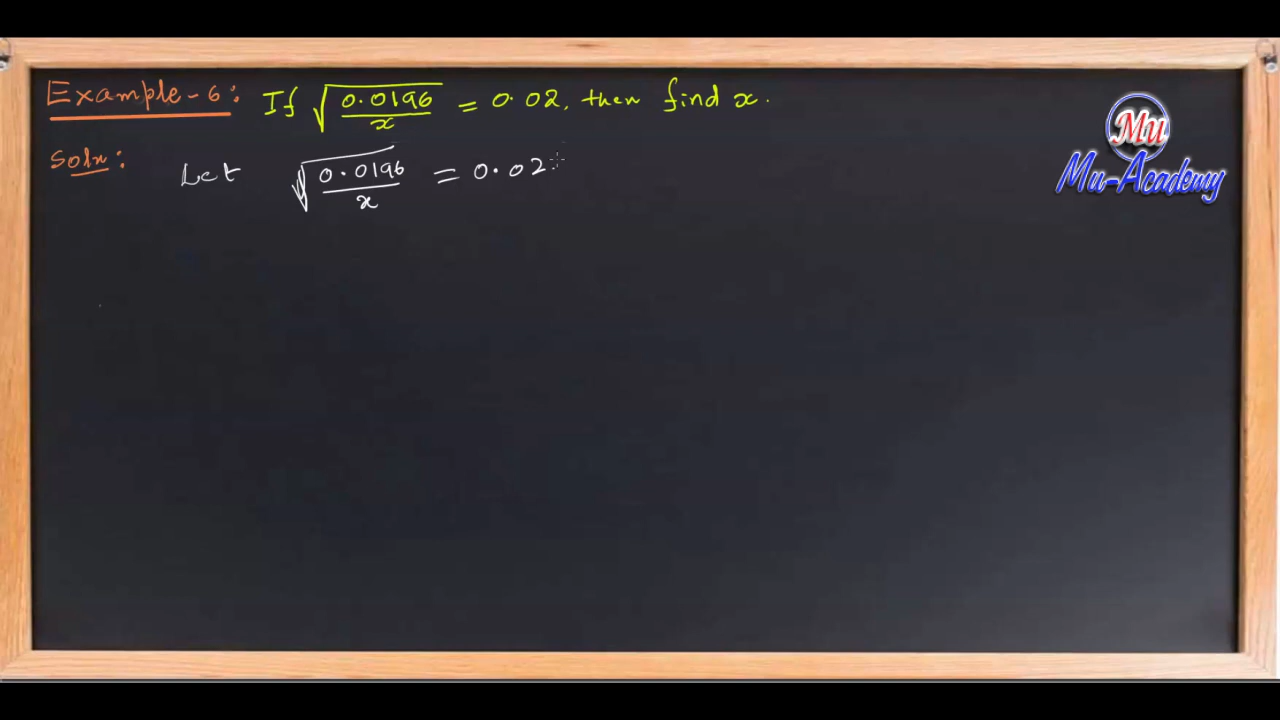 Example-6: If √(0.0196/x) = 0.02, then find x.
Soln: Let √(0.0196/x) = 0.02
Mu
Mu-Academy